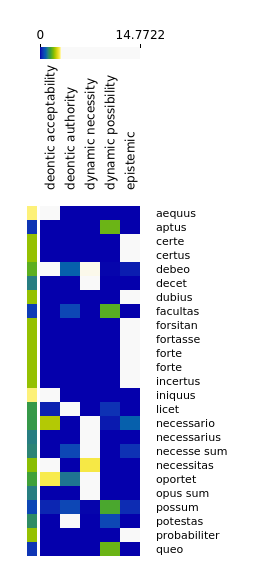 0 14.7722
deontic acceptability
deontic authority
dynamic necessity
dynamic possibility
epistemic
aequus
aptus
certe
certus
debeo
decet
dubius
facultas
forsitan
fortasse
forte
forte
incertus
iniquus
licet
necessario
necessarius
necesse sum
necessitas
oportet
opus sum
possum
potestas
probabiliter
queo